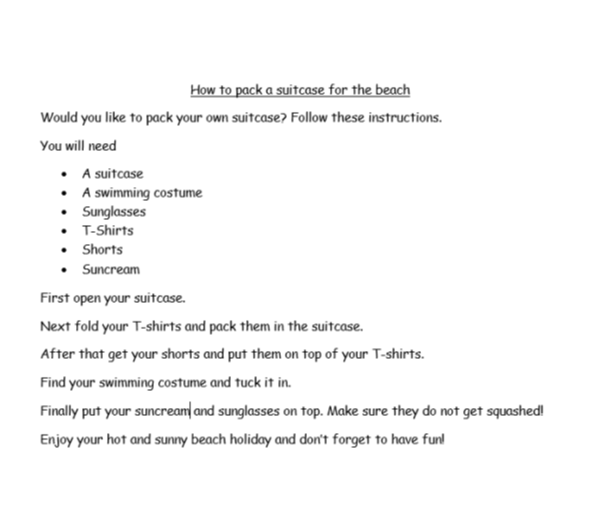 How to pack a suitcase for the beach
Would you like to pack your own suitcase? Follow these instructions.
You will need
• A suitcase
• A swimming costume
• Sunglasses
• T-Shirts
• Shorts
• Suncream
First open your suitcase.
Next fold your T-shirts and pack them in the suitcase.
After that get your shorts and put them on top of your T-shirts.
Find your swimming costume and tuck it in.
Finally put your suncream and sunglasses on top. Make sure they do not get squashed!
Enjoy your hot and sunny beach holiday and don't forget to have fun!